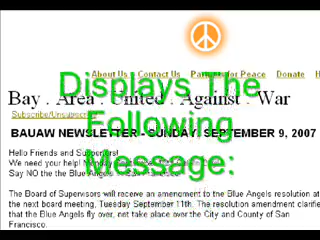 About Us Contact Us Parties for Peace Donate
Displays The
Bay . Area . United . Against . War
Subscribe/Unsubscribe
Following
BAUAW NEWSLETTER - SUNDAY, SEPTEMBER 9, 2007
Hello Friends and Supporters!
Message:
We need your help! Monday
Say NO the the Blue Angels
The Board of Supervisors will receive an amendment to the Blue Angels resolution at
the next board meeting, Tuesday September 11th. The resolution amendment clarifie
that the Blue Angels fly over, not take place over the City and County of San
Francisco.